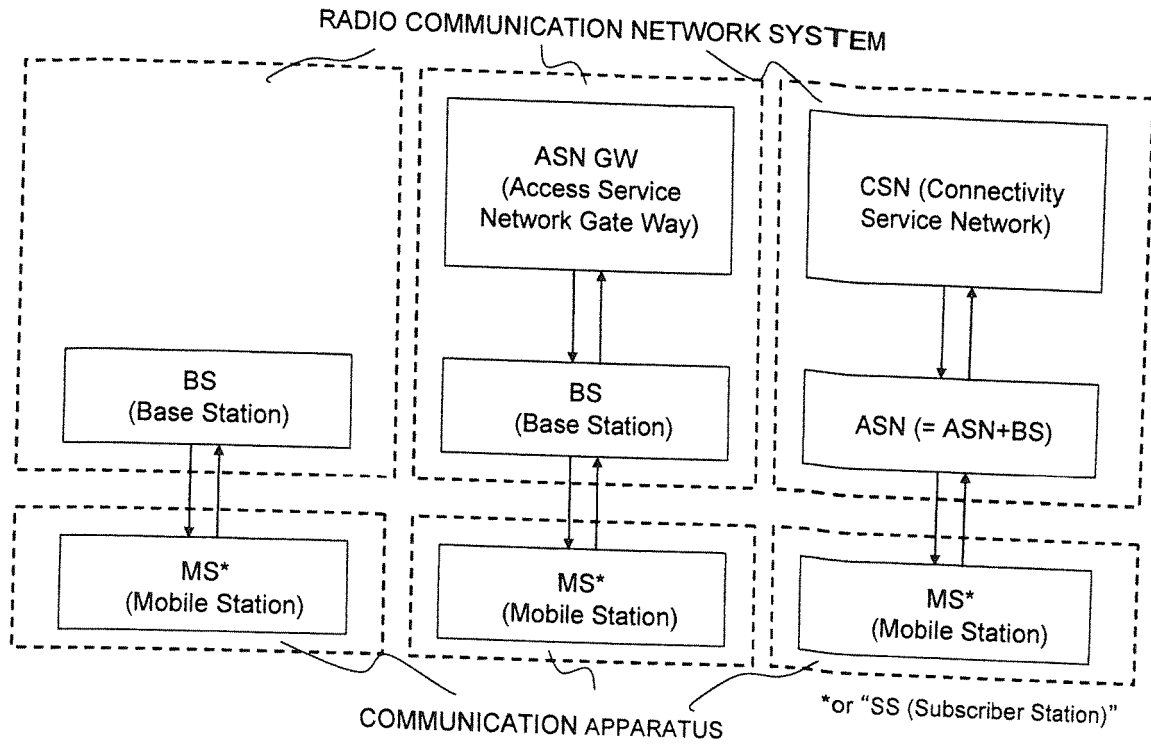 RADIO COMMUNICATION NETWORK SYSTEM
ASN GW
(Access Service
Network Gate Way)
CSN (Connectivity
Service Network)
BS
(Base Station)
BS
(Base Station)
ASN (= ASN+BS)
MS*
(Mobile Station)
MS*
(Mobile Station)
MS*
(Mobile Station)
COMMUNICATION APPARATUS
*or "SS (Subscriber Station)"